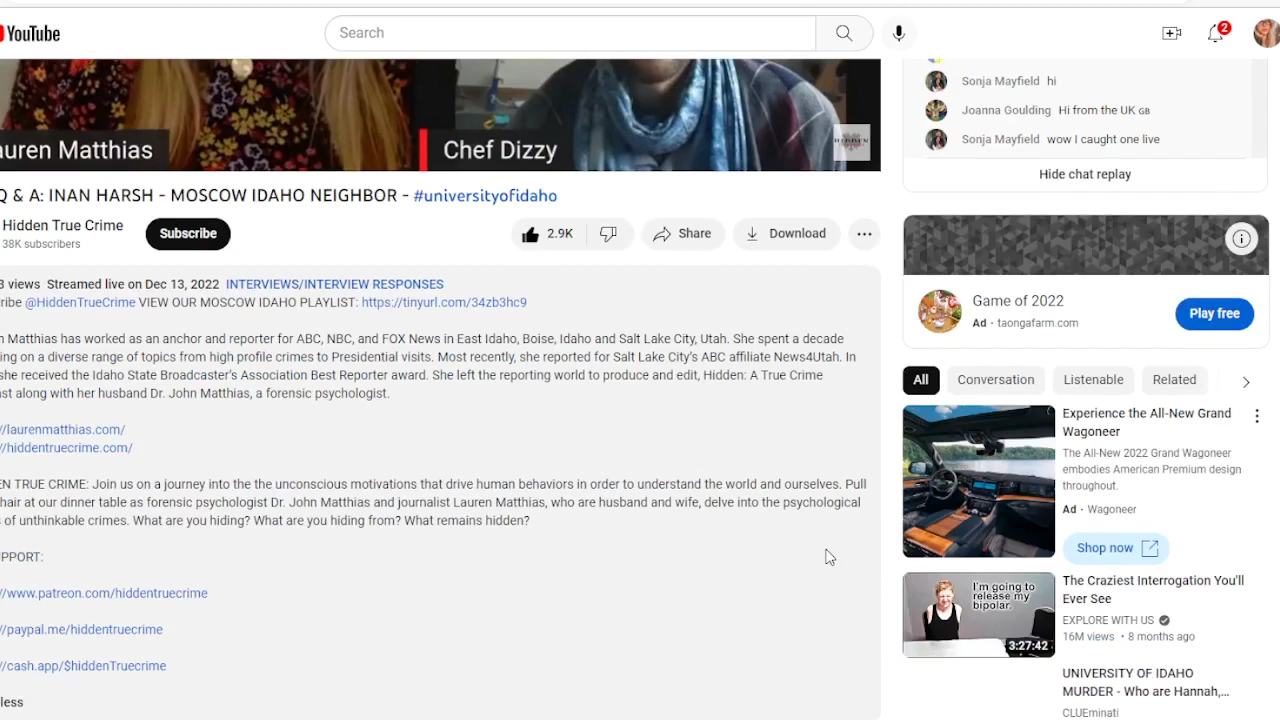 YouTube
Search
2
auren Matthias
Chef Dizzy
Q & A: INAN HARSH - MOSCOW IDAHO NEIGHBOR - #universityofidaho
Hidden True Crime
38K subscribers
Subscribe
2.9K
Share
Download
3 views Streamed live on Dec 13, 2022 INTERVIEWS/INTERVIEW RESPONSES
ribe @HiddenTrueCrime VIEW OUR MOSCOW IDAHO PLAYLIST: https://tinyurl.com/34zb3hc9
n Matthias has worked as an anchor and reporter for ABC, NBC, and FOX News in East Idaho, Boise, Idaho and Salt Lake City, Utah. She spent a decade
ing on a diverse range of topics from high profile crimes to Presidential visits. Most recently, she reported for Salt Lake City's ABC affiliate News4Utah. In
she received the Idaho State Broadcaster's Association Best Reporter award. She left the reporting world to produce and edit, Hidden: A True Crime
st along with her husband Dr. John Matthias, a forensic psychologist.
//laurenmatthias.com/
//hiddentruecrime.com/
EN TRUE CRIME: Join us on a journey into the the unconscious motivations that drive human behaviors in order to understand the world and ourselves. Pull
hair at our dinner table as forensic psychologist Dr. John Matthias and journalist Lauren Matthias, who are husband and wife, delve into the psychological
of unthinkable crimes. What are you hiding? What are you hiding from? What remains hidden?
PPORT:
//www.patreon.com/hiddentruecrime
//paypal.me/hiddentruecrime
//cash.app/$hiddenTruecrime
less
Sonja Mayfield hi
Joanna Goulding Hi from the UK GB
Sonja Mayfield wow I caught one live
Hide chat replay
Game of 2022
Ad · taongafarm.com
Play free
All
Conversation
Listenable
Related
Experience the All-New Grand
Wagoneer
The All-New 2022 Grand Wagoneer
embodies American Premium design
throughout.
Ad · Wagoneer
Shop now
I'm going to
release my
bipolar.
3:27:42
The Craziest Interrogation You'll
Ever See
EXPLORE WITH US
16M views · 8 months ago
UNIVERSITY OF IDAHO
MURDER - Who are Hannah,...
CLUEminati